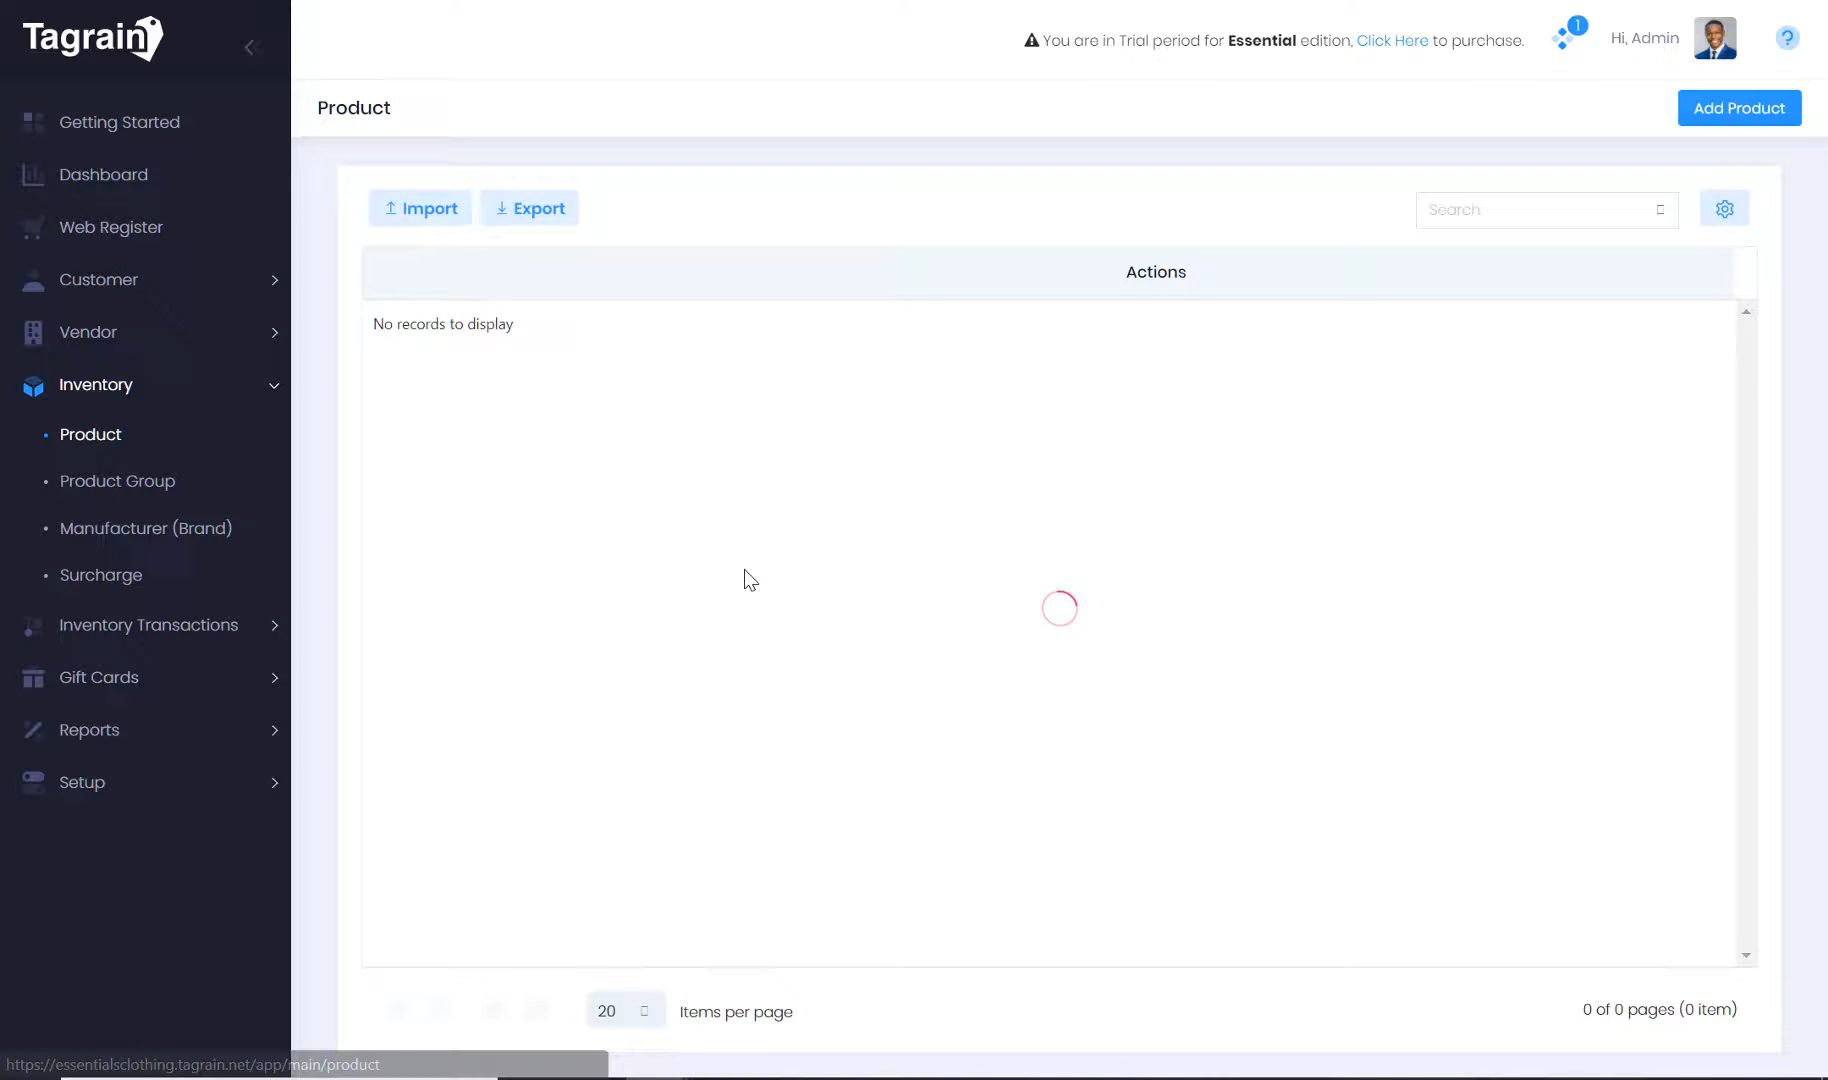 Tagrain
You are in Trial period for Essential edition, Click Here to purchase.
1
Hi, Admin
?
Getting Started
Dashboard
Web Register
Customer
Vendor
Inventory
Product
Product Group
Manufacturer (Brand)
Surcharge
Inventory Transactions
Gift Cards
Reports
Setup
Product
Add Product
Import
Export
Search
Actions
No records to display
20
Items per page
0 of 0 pages (0 item)
https://essentialsclothing.tagrain.net/app/main/product